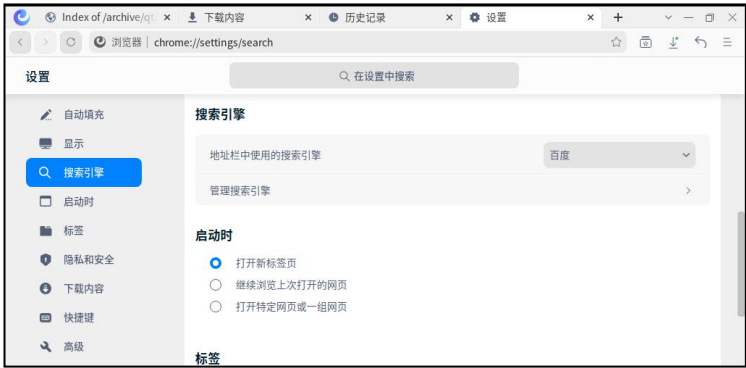 Index of /archive/qt
下载内容
历史记录
设置
浏览器 | chrome://settings/search
设置
在设置中搜索
自动填充
显示
搜索引擎
启动时
标签
隐私和安全
下载内容
快捷键
高级
搜索引擎
地址栏中使用的搜索引擎
百度
管理搜索引擎
启动时
打开新标签页
继续浏览上次打开的网页
打开特定网页或一组网页
标签